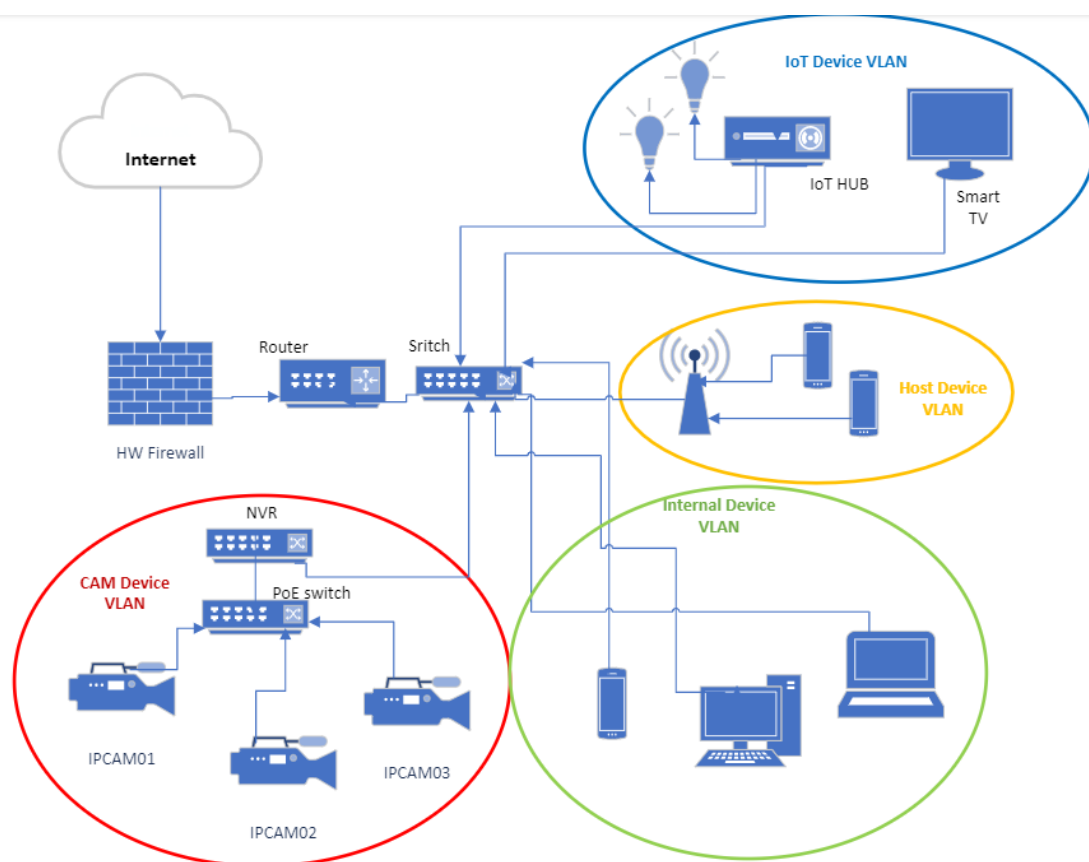 IoT Device VLAN
Internet
IoT HUB
Smart
TV
Router
Sritch
Host Device
VLAN
HW Firewall
Internal Device
VLAN
NVR
CAM Device
VLAN
PoE switch
IPCAM01
IPCAM03
IPCAM02